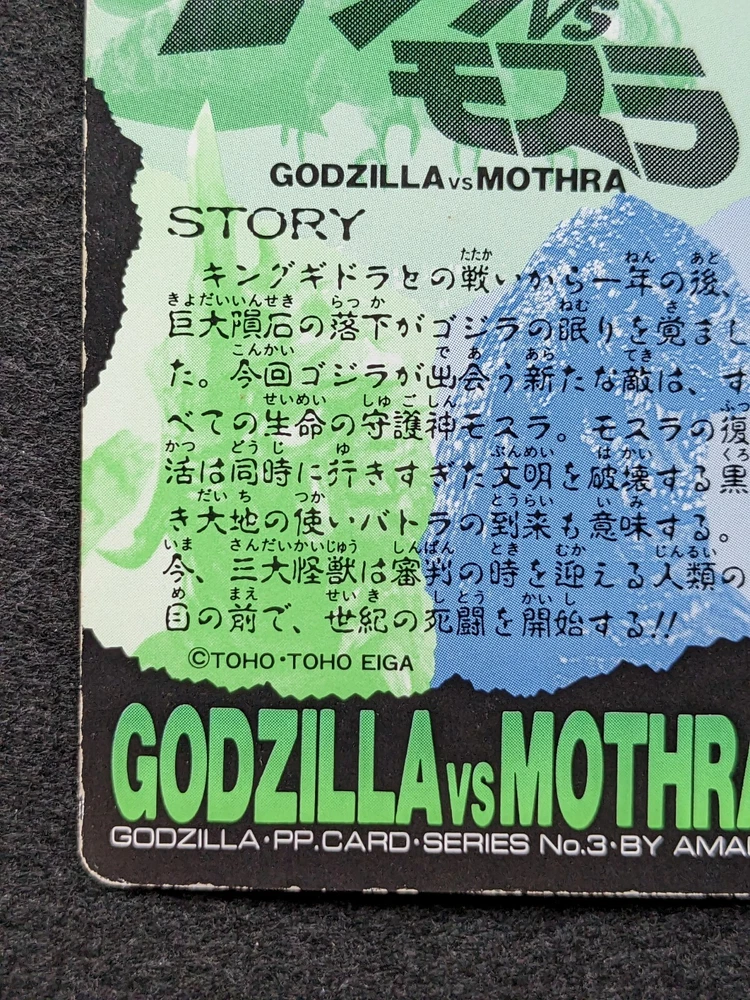 VS
モスラ
GODZILLA VS MOTHRA
STORY
キングギドラとの戦いから一年の後、
巨大隕石の落下がゴジラの眠りを覚まし
た。今回ゴジラが出会う新たな敵は、す
べての生命の守護神モスラ。モスラの復
活は同時に行きすぎた文明を破壊する黒
き大地の使いバトラの到来も意味する。
今、三大怪獣は審判の時を迎える人類の
目の前で、世紀の死闘を開始する!!
©TOHO・TOHO EIGA
GODZILLA VS MOTHRA
GODZILLA・PP.CARD・SERIES No.3・BY AMA